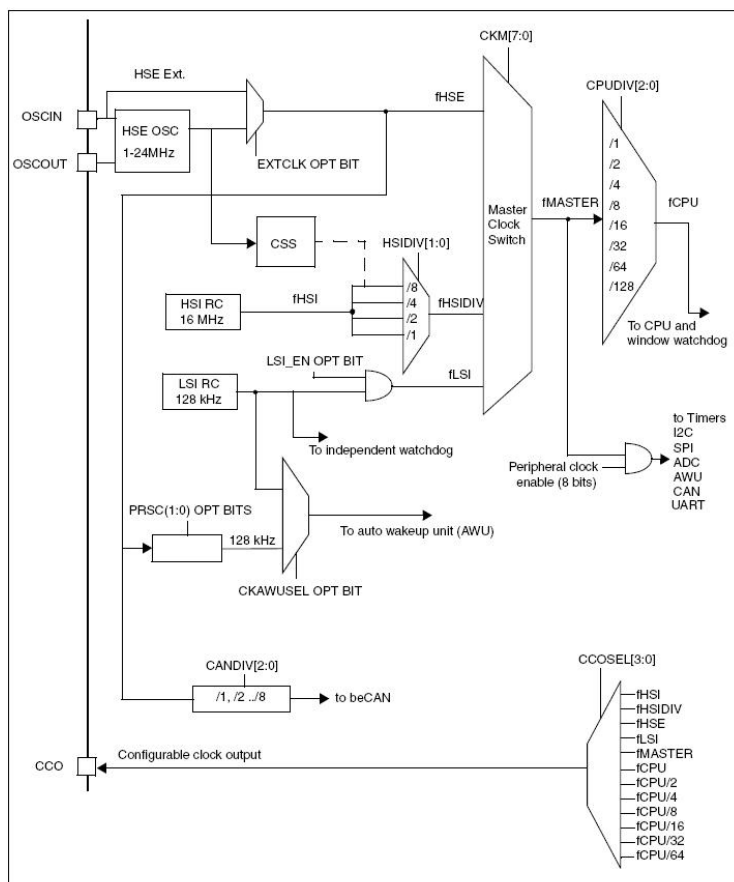 CKM[7:0]
HSE Ext.
CPUDIV[2:0]
OSCIN
fHSE
HSE OSC
1-24MHz
OSCOUT
EXTCLK OPT BIT
/1
/2
/4
/8
/16
/32
/64
/128
fMASTER
fCPU
Master
Clock
Switch
CSS
HSIDIV[1:0]
HSI RC
16 MHz
fHSI
/8
/4
/2
/1
fHSIDIV
To CPU and
window watchdog
LSI_EN OPT BIT
LSI RC
128 kHz
fLSI
To independent watchdog
Peripheral clock
enable (8 bits)
to Timers
I2C
SPI
ADC
AWU
CAN
UART
PRSC(1:0) OPT BITS
128 kHz
To auto wakeup unit (AWU)
CKAWUSEL OPT BIT
CANDIV[2:0]
/1, /2 ../8
to beCAN
CCOSEL[3:0]
fHSI
fHSIDIV
fHSE
fLSI
fMASTER
fCPU
fCPU/2
fCPU/4
fCPU/8
fCPU/16
fCPU/32
fCPU/64
CCO
Configurable clock output